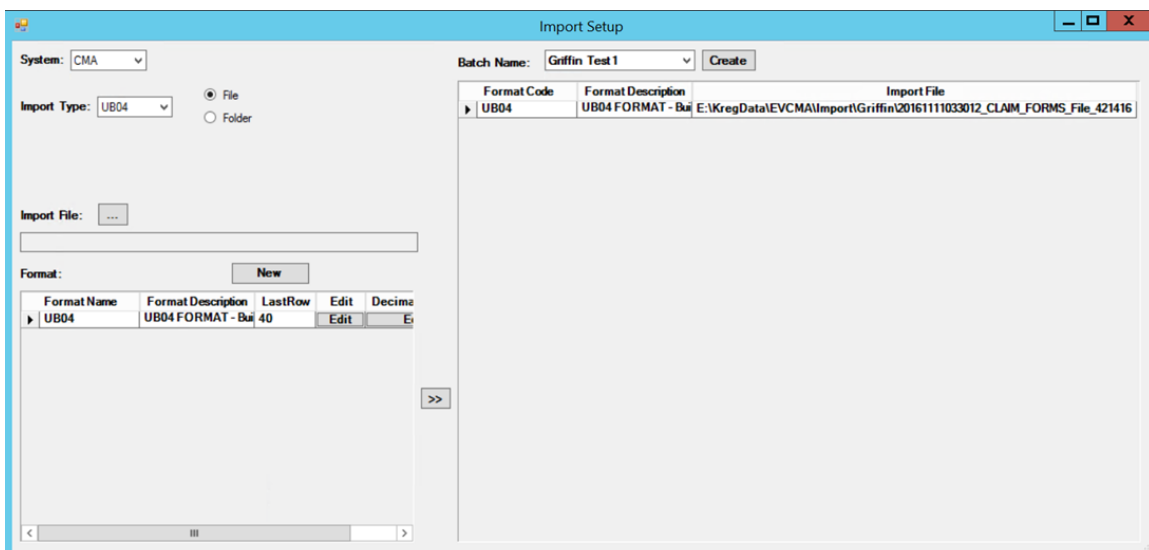 Import Setup
System: CMA
Import Type: UB04
File
Folder
Import File: ...
Format: New
Format Name Format Description LastRow Edit Decima
UB04 UB04 FORMAT - Bui 40 Edit E
>>
Batch Name: Griffin Test1 Create
Format Code Format Description Import File
UB04 UB04 FORMAT - Bui E:\KregData\EVCMA\Import\Griffin\20161111033012_CLAIM_FORMS_File_421416